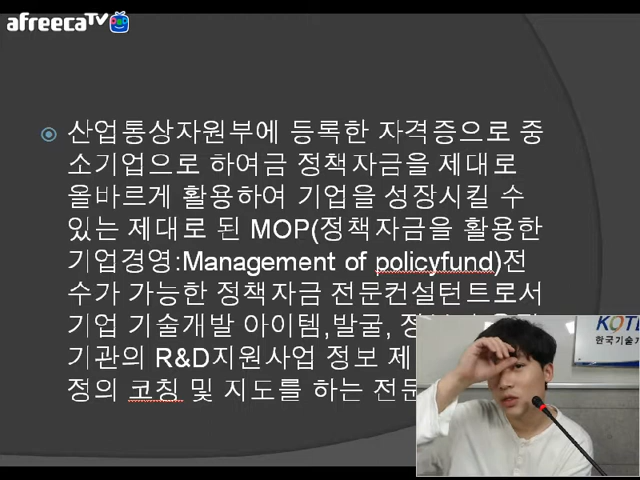 afreecaTV
산업통상자원부에 등록한 자격증으로 중
소기업으로 하여금 정책자금을 제대로
올바르게 활용하여 기업을 성장시킬 수
있는 제대로 된 MOP(정책자금을 활용한
기업경영:Management of policyfund)전
수가 가능한 정책자금 전문컨설턴트로서
기업 기술개발 아이템,발굴,
기관의 R&D지원사업 정보
정의 코칭 및 지도를 하는
한국기술